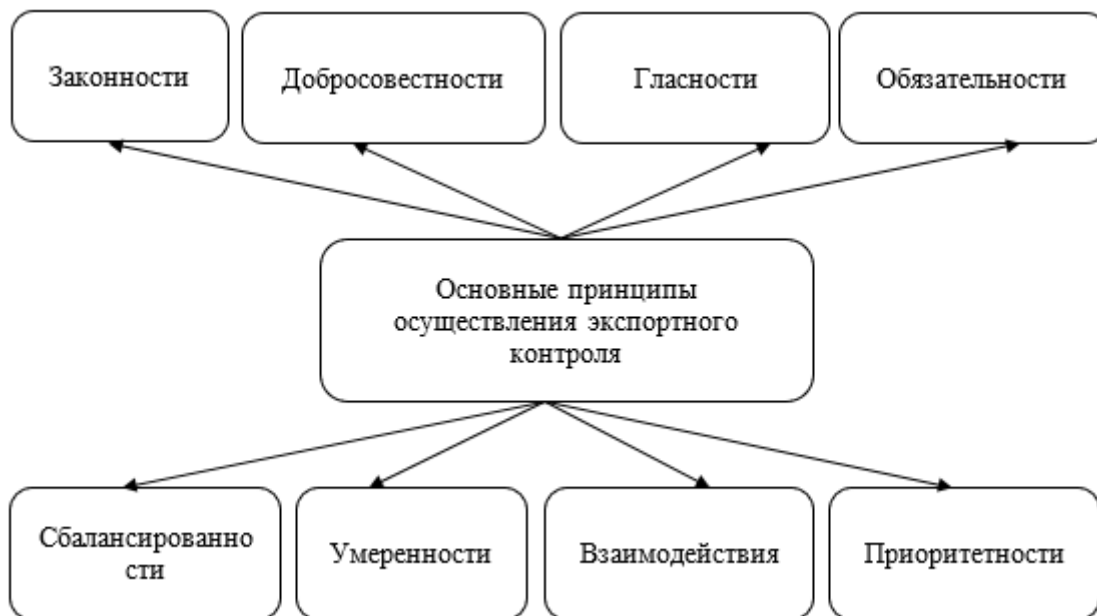 Законности
Добросовестности
Гласности
Обязательности
Основные принципы
осуществления экспортного
контроля
Сбалансированно
сти
Умеренности
Взаимодействия
Приоритетности